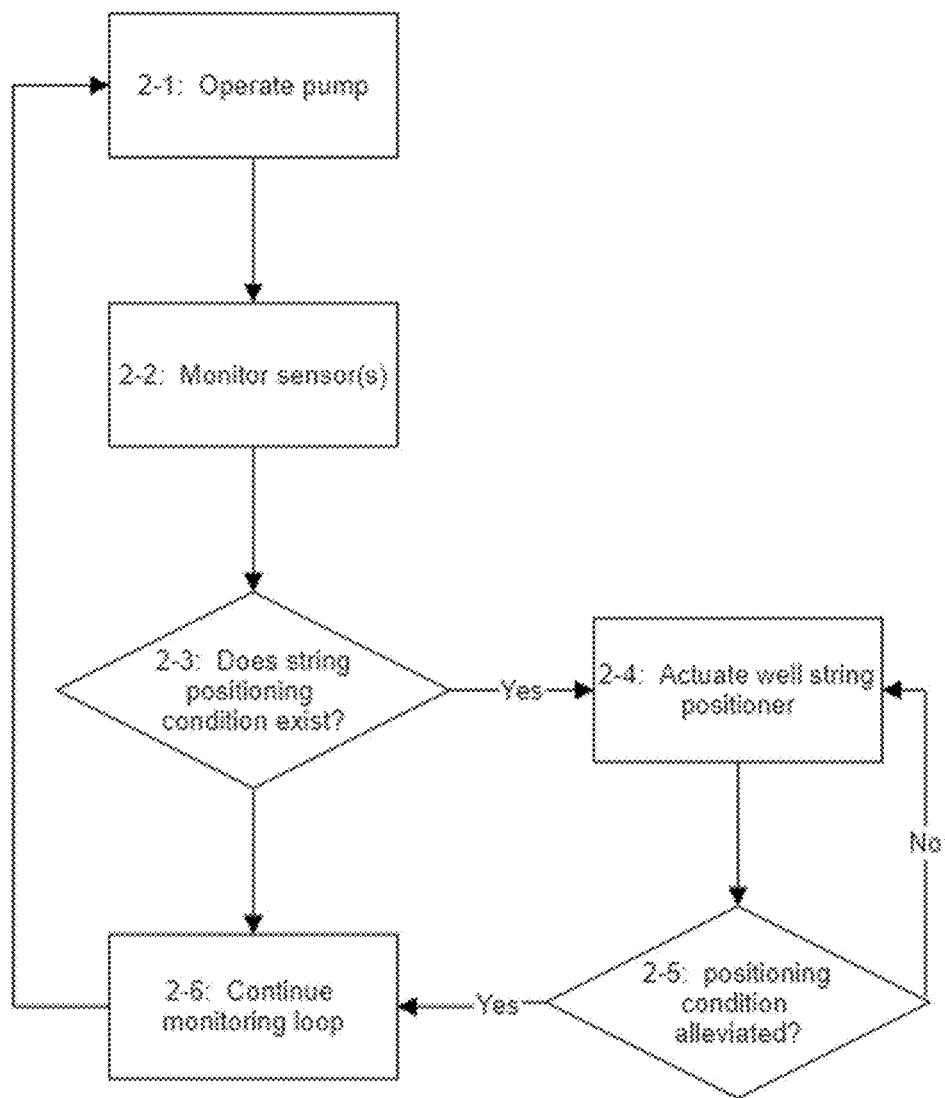 2-1: Operate pump
2-2: Monitor sensor(s)
2-3: Does string
positioning
condition exist?
Yes
2-4: Actuate well string
positioner
No
2-5: positioning
condition
alleviated?
Yes
2-6: Continue
monitoring loop